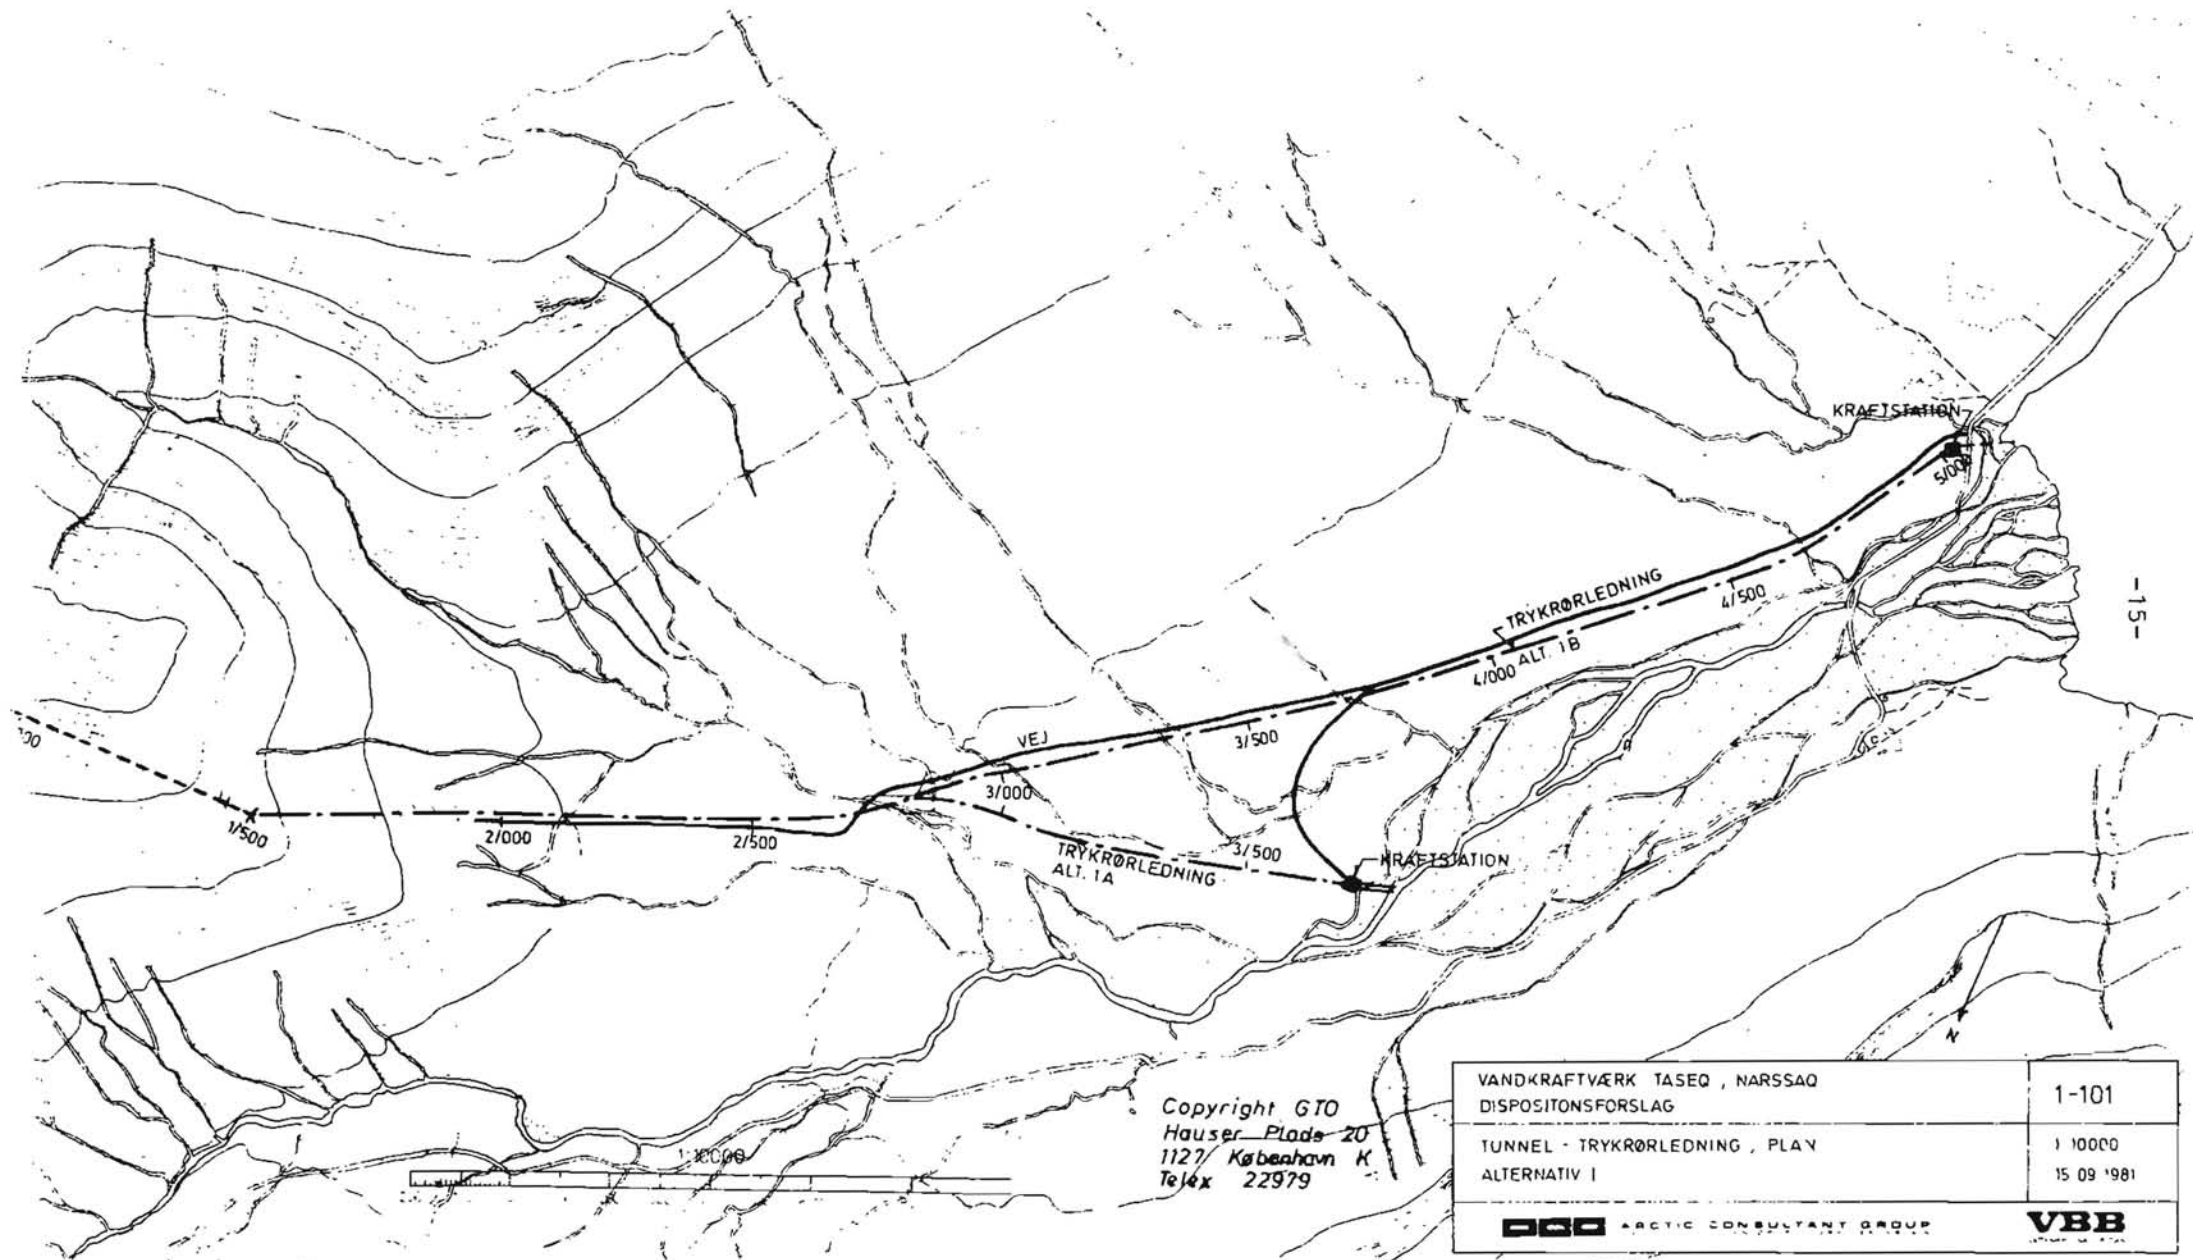 KRAFTSTATION
5/000
-15-
TRYKRØRLEDNING
4/500
ALT. 1B
4/000
VEJ
3/500
3/000
1/500
2/000
2/500
TRYKRØRLEDNING
ALT. 1A
3/500
KRAFTSTATION
N
1:10000
Copyright GTO
Hauser Plads 20
1127 København K
Telex 22979
VANDKRAFTVÆRK TASEQ, NARSSAQ
DISPOSITONSFORSLAG
1-101
TUNNEL - TRYKRØRLEDNING, PLAN
ALTERNATIV 1
1 10000
15 09 1981
ARCTIC CONSULTANT GROUP
VBB